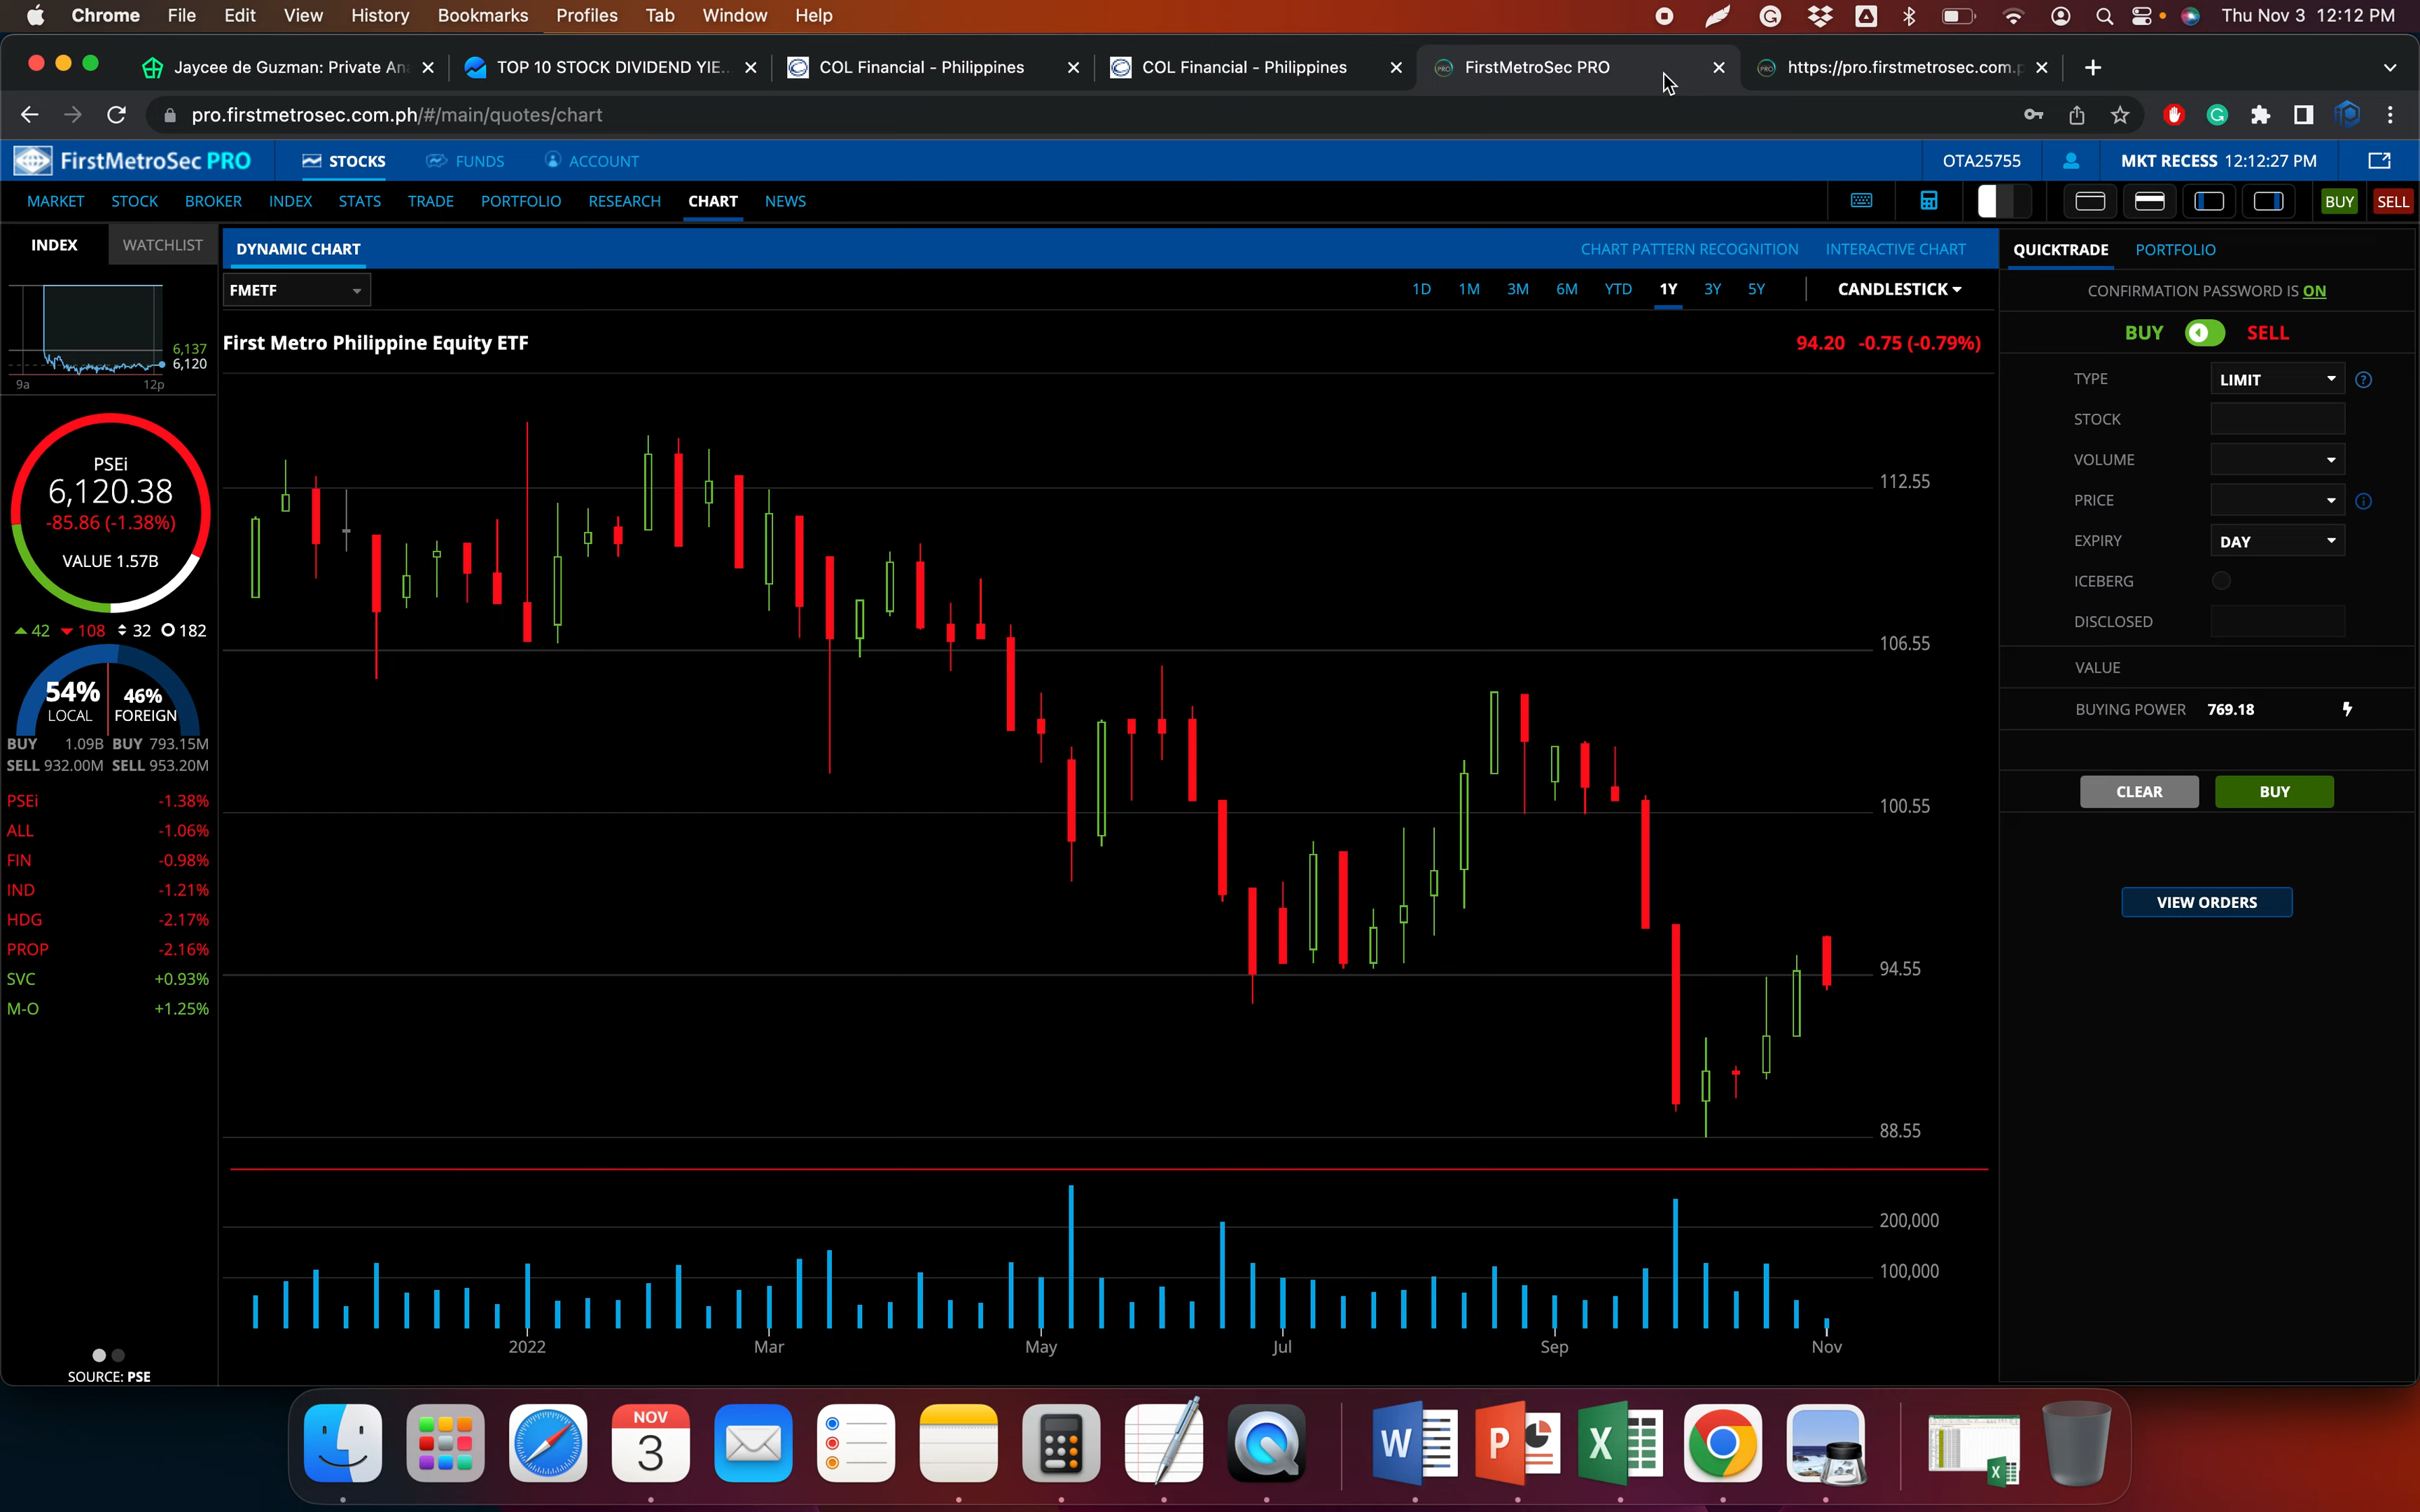 Chrome File Edit View History Bookmarks Profiles Tab Window Help Thu Nov 3 12:12 PM
Jaycee de Guzman: Private An TOP 10 STOCK DIVIDEND YIE... COL Financial - Philippines COL Financial - Philippines FirstMetroSec PRO https://pro.firstmetrosec.com.p
pro.firstmetrosec.com.ph/#/main/quotes/chart
FirstMetroSec PRO STOCKS FUNDS ACCOUNT OTA25755 MKT RECESS 12:12:27 PM
MARKET STOCK BROKER INDEX STATS TRADE PORTFOLIO RESEARCH CHART NEWS BUY SELL
INDEX WATCHLIST
6,137
6,120
9a 12p
PSEi
6,120.38
-85.86 (-1.38%)
VALUE 1.57B
42 108 32 182
54% 46%
LOCAL FOREIGN
BUY 1.09B BUY 793.15M
SELL 932.00M SELL 953.20M
PSEi -1.38%
ALL -1.06%
FIN -0.98%
IND -1.21%
HDG -2.17%
PROP -2.16%
SVC +0.93%
M-O +1.25%
SOURCE: PSE
DYNAMIC CHART CHART PATTERN RECOGNITION INTERACTIVE CHART
FMETF 1D 1M 3M 6M YTD 1Y 3Y 5Y CANDLESTICK
First Metro Philippine Equity ETF 94.20 -0.75 (-0.79%)
112.55
106.55
100.55
94.55
88.55
200,000
100,000
2022 Mar May Jul Sep Nov
QUICKTRADE PORTFOLIO
CONFIRMATION PASSWORD IS ON
BUY SELL
TYPE LIMIT ?
STOCK
VOLUME
PRICE i
EXPIRY DAY
ICEBERG
DISCLOSED
VALUE
BUYING POWER 769.18
CLEAR BUY
VIEW ORDERS
NOV
3
W P X
X